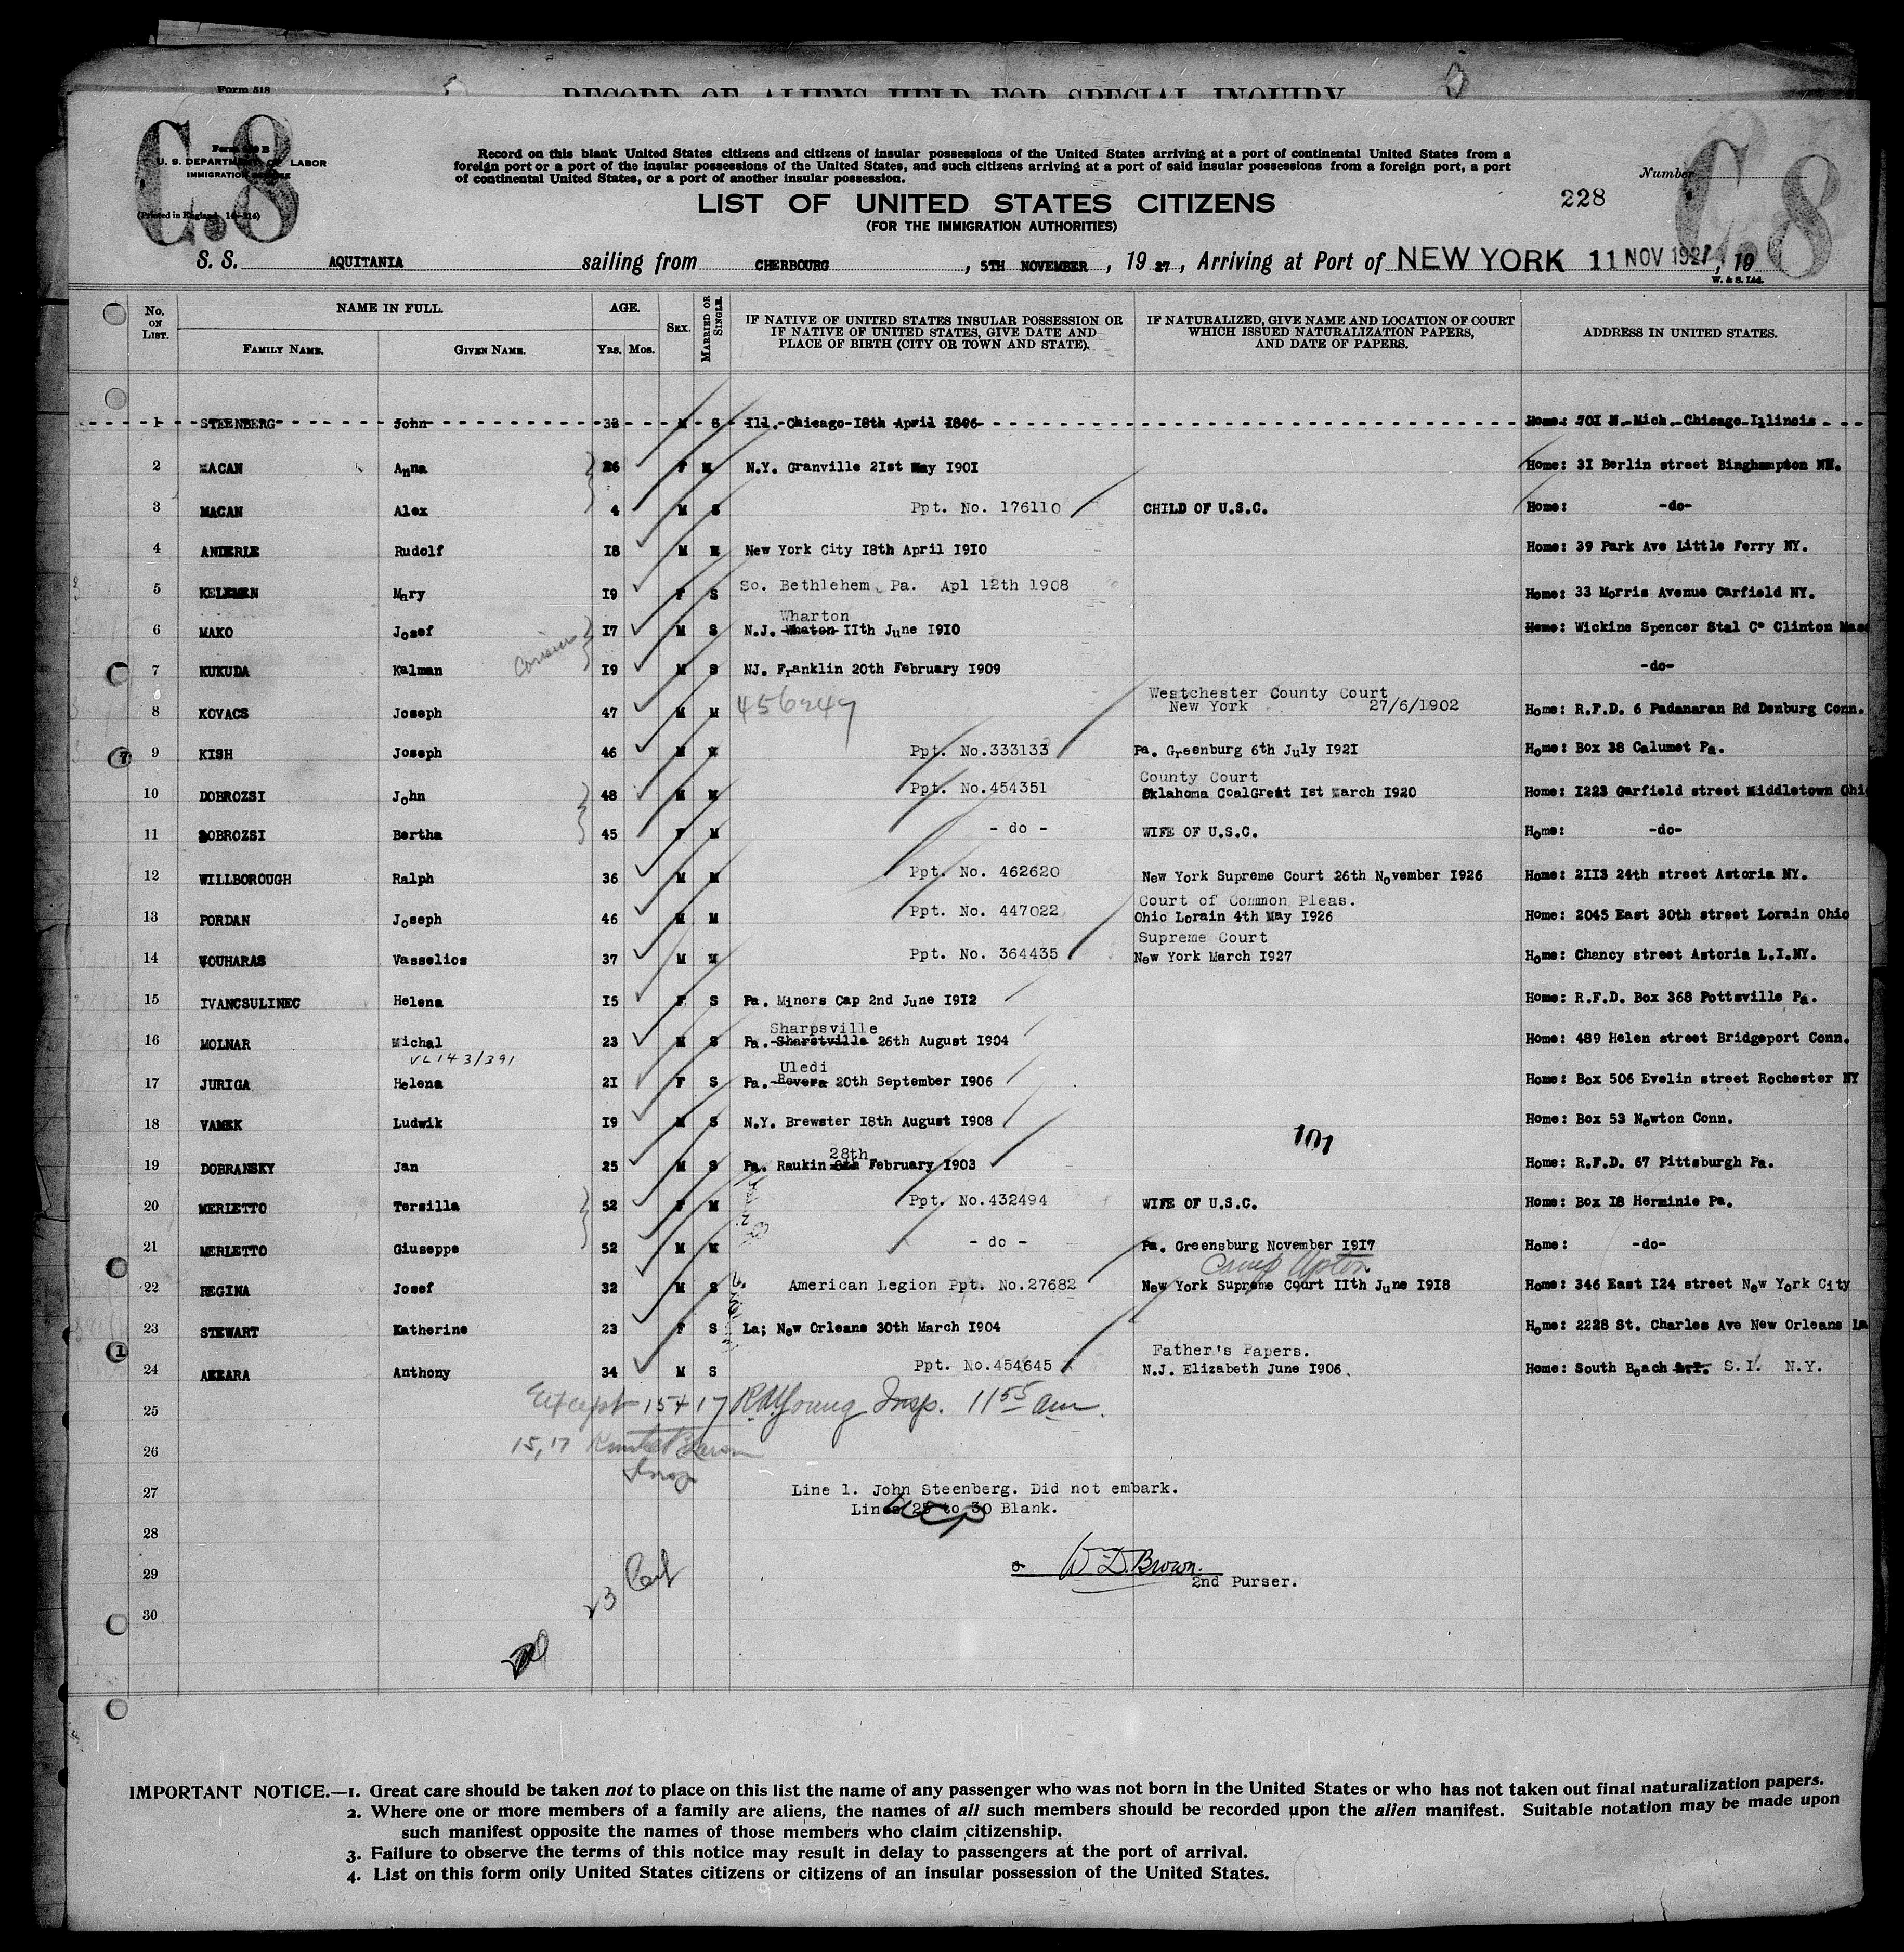 Form 518
RECORD OF ALIENS HELD FOR SPECIAL INQUIRY
C.8
U. S. DEPARTMENT OF LABOR
IMMIGRATION
(Printed in England
Record on this blank United States citizens and citizens of insular possessions of the United States arriving at a port of continental United States from a
foreign port or a port of the insular possessions of the United States, and such citizens arriving at a port of said insular possessions from a foreign port, a port
of continental United States, or a port of another insular possession.
Number
C.8
228
LIST OF UNITED STATES CITIZENS
(FOR THE IMMIGRATION AUTHORITIES)
S. S. AQUITANIA sailing from CHERBOURG, 5TH NOVEMBER, 19 27, Arriving at Port of NEW YORK 11 NOV 1927, 19
W. & S. Ltd.
No. ON LIST. NAME IN FULL. FAMILY NAME. GIVEN NAME. AGE. YRS. MOS. SEX. MARRIED OR SINGLE. IF NATIVE OF UNITED STATES INSULAR POSSESSION OR IF NATIVE OF UNITED STATES, GIVE DATE AND PLACE OF BIRTH (CITY OR TOWN AND STATE). IF NATURALIZED, GIVE NAME AND LOCATION OF COURT WHICH ISSUED NATURALIZATION PAPERS, AND DATE OF PAPERS. ADDRESS IN UNITED STATES.
1 STEENBERG John 33 M S Ill. Chicago 18th April 1896 Home: 701 N. Mich. Chicago Illinois
2 MACAN Anna 26 F M N.Y. Granville 21st May 1901 Home: 31 Berlin street Binghampton
3 MACAN Alex 4 M S Ppt. No. 176110 CHILD OF U.S.C. Home: -do-
4 ANDERLE Rudolf 18 M New York City 18th April 1910 Home: 39 Park Ave Little Ferry NY.
5 KELEMEN Mary 19 F S So. Bethlehem Pa. Apl 12th 1908 Home: 33 Morris Avenue Carfield NY.
Wharton
6 MAKO Josef 17 M S N.J. Whaton 11th June 1910 Home: Wickine Spencer Stal Co Clinton Mass
Cousins
7 KUKUDA Kalman 19 M S NJ. Franklin 20th February 1909 -do-
Westchester County Court
8 KOVACS Joseph 47 M M 456249 New York 27/6/1902 Home: R.F.D. 6 Padanaran Rd Denburg Conn.
9 KISH Joseph 46 M Ppt. No.333133 Pa. Greenburg 6th July 1921 Home: Box 38 Calumet Pa.
County Court
10 DOBROZSI John 48 M Ppt. No.454351 Oklahoma CoalGreat 1st March 1920 Home: 1223 Garfield street Middletown Ohio
11 DOBROZSI Bertha 45 F M - do - WIFE OF U.S.C. Home: -do-
12 WILLBOROUGH Ralph 36 M M Ppt. No. 462620 New York Supreme Court 26th November 1926 Home: 2113 24th street Astoria NY.
Court of Common Pleas.
13 PORDAN Joseph 46 M M Ppt. No. 447022 Ohio Lorain 4th May 1926 Home: 2045 East 30th street Lorain Ohio
Supreme Court
14 VOUHARAS Vasselios 37 M Ppt. No. 364435 New York March 1927 Home: Chancy street Astoria L.I.NY.
15 IVANCSULINEC Helena 15 F S Pa. Miners Cap 2nd June 1912 Home: R.F.D. Box 368 Pottsville Pa.
Sharpsville
16 MOLNAR Michal 23 M S Pa. Sharstville 26th August 1904 Home: 489 Helen street Bridgeport Conn.
VL 143/391
Uledi
17 JURIGA Helena 21 F S Pa. Revera 20th September 1906 Home: Box 506 Evelin street Rochester NY
18 VAMEK Ludwik 19 M S N.Y. Brewster 18th August 1908 Home: Box 53 Newton Conn.
28th
19 DOBRANSKY Jan 25 M S Pa. Raukin 8th February 1903 Home: R.F.D. 67 Pittsburgh Pa.
20 MERLETTO Tersilla 52 F M Ppt. No.432494 WIFE OF U.S.C. Home: Box 18 Herminie Pa.
21 MERLETTO Giuseppe 52 M M - do - Pa. Greensburg November 1917 Home: -do-
Camp Upton
22 REGINA Josef 32 M S American Legion Ppt. No.27682 New York Supreme Court 11th June 1918 Home: 346 East 124 street New York City
23 STEWART Katherine 23 F S La; New Orleans 30th March 1904 Home: 2228 St. Charles Ave New Orleans La
Father's Papers.
24 AZZARA Anthony 34 M S Ppt. No.454645 N.J. Elizabeth June 1906. Home: South Beach S.I. N.Y.
25 Except 15+17 R.A. Young Insp. 11 55 am.
26 15, 17
Insp
27 Line 1. John Steenberg. Did not embark.
Lines 25 to 30 Blank.
28
29 W D Brown.
2nd Purser.
30
IMPORTANT NOTICE.—1. Great care should be taken not to place on this list the name of any passenger who was not born in the United States or who has not taken out final naturalization papers.
2. Where one or more members of a family are aliens, the names of all such members should be recorded upon the alien manifest. Suitable notation may be made upon
such manifest opposite the names of those members who claim citizenship.
3. Failure to observe the terms of this notice may result in delay to passengers at the port of arrival.
4. List on this form only United States citizens or citizens of an insular possession of the United States.